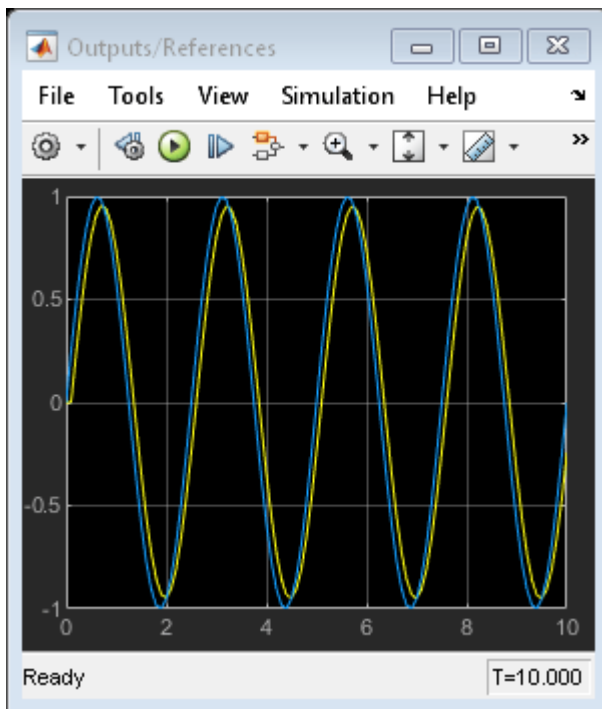 Outputs/References
File Tools View Simulation Help
1
0.5
0
-0.5
-1
0 2 4 6 8 10
Ready T=10.000